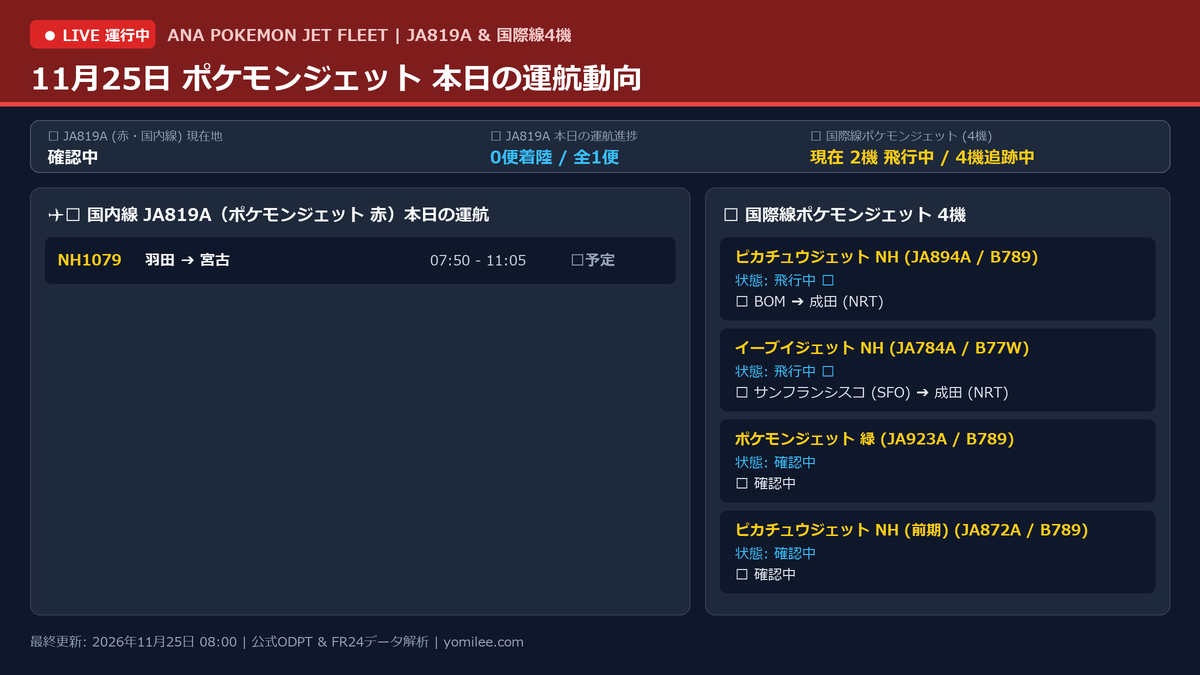 ● LIVE 運行中 ANA POKEMON JET FLEET | JA819A & 国際線4機
11月25日 ポケモンジェット 本日の運航動向
□ JA819A (赤・国内線) 現在地
確認中
□ JA819A 本日の運航進捗
0便着陸 / 全1便
□ 国際線ポケモンジェット (4機)
現在 2機 飛行中 / 4機追跡中
✈□ 国内線 JA819A（ポケモンジェット 赤）本日の運航
NH1079 羽田 → 宮古 07:50 - 11:05 □予定
□ 国際線ポケモンジェット 4機
ピカチュウジェット NH (JA894A / B789)
状態: 飛行中 □
□ BOM → 成田 (NRT)
イーブイジェット NH (JA784A / B77W)
状態: 飛行中 □
□ サンフランシスコ (SFO) → 成田 (NRT)
ポケモンジェット 緑 (JA923A / B789)
状態: 確認中
□ 確認中
ピカチュウジェット NH (前期) (JA872A / B789)
状態: 確認中
□ 確認中
最終更新: 2026年11月25日 08:00 | 公式ODPT & FR24データ解析 | yomilee.com